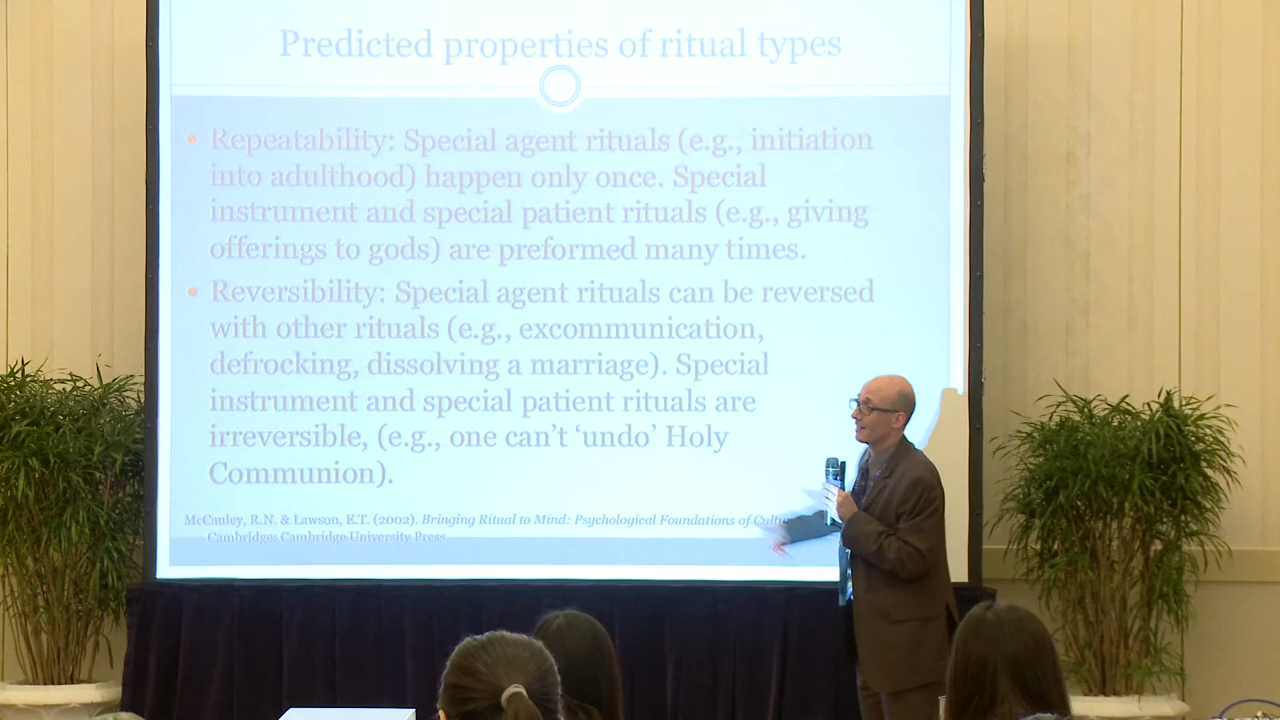 Predicted properties of ritual types
• Repeatability: Special agent rituals (e.g., initiation
into adulthood) happen only once. Special
instrument and special patient rituals (e.g., giving
offerings to gods) are preformed many times.
• Reversibility: Special agent rituals can be reversed
with other rituals (e.g., excommunication,
defrocking, dissolving a marriage). Special
instrument and special patient rituals are
irreversible, (e.g., one can't 'undo' Holy
Communion).
McCauley, R.N. & Lawson, E.T. (2002). Bringing Ritual to Mind: Psychological Foundations of
Cambridge: Cambridge University Press.